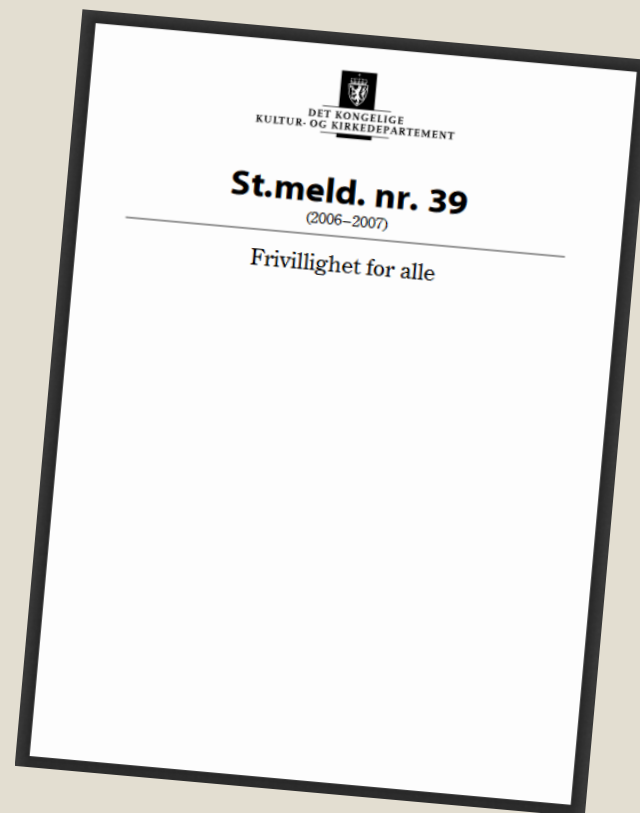 DET KONGELIGE
KULTUR- OG KIRKEDEPARTEMENT
St.meld. nr. 39
(2006–2007)
Frivillighet for alle